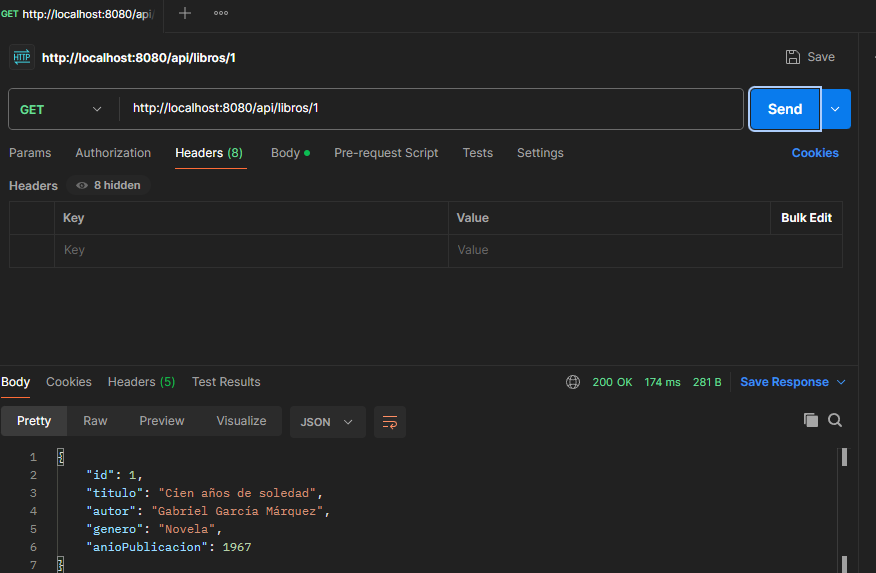 GET http://localhost:8080/api/
http://localhost:8080/api/libros/1 Save
GET http://localhost:8080/api/libros/1 Send
Params Authorization Headers (8) Body Pre-request Script Tests Settings Cookies
Headers 8 hidden
Key Value Bulk Edit
Key Value
Body Cookies Headers (5) Test Results 200 OK 174 ms 281 B Save Response
Pretty Raw Preview Visualize JSON
1 {
2 "id": 1,
3 "titulo": "Cien años de soledad",
4 "autor": "Gabriel García Márquez",
5 "genero": "Novela",
6 "anioPublicacion": 1967
7 }